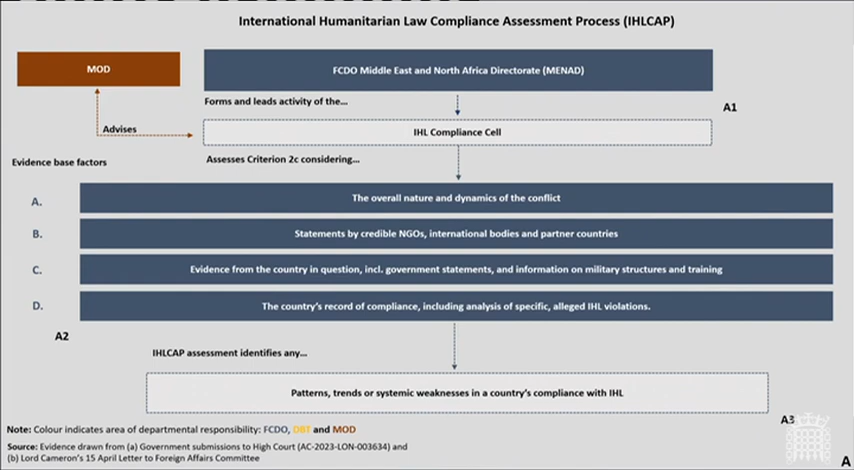 International Humanitarian Law Compliance Assessment Process (IHLCAP)
MOD
FCDO Middle East and North Africa Directorate (MENAD)
Forms and leads activity of the...
A1
Advises
IHL Compliance Cell
Evidence base factors
Assesses Criterion 2c considering...
A.
The overall nature and dynamics of the conflict
B.
Statements by credible NGOs, international bodies and partner countries
C.
Evidence from the country in question, incl. government statements, and information on military structures and training
D.
The country's record of compliance, including analysis of specific, alleged IHL violations.
A2
IHLCAP assessment identifies any...
Patterns, trends or systemic weaknesses in a country's compliance with IHL
A3
Note: Colour indicates area of departmental responsibility: FCDO, DBT and MOD
Source: Evidence drawn from (a) Government submissions to High Court (AC-2023-LON-003634) and
(b) Lord Cameron's 15 April Letter to Foreign Affairs Committee
A